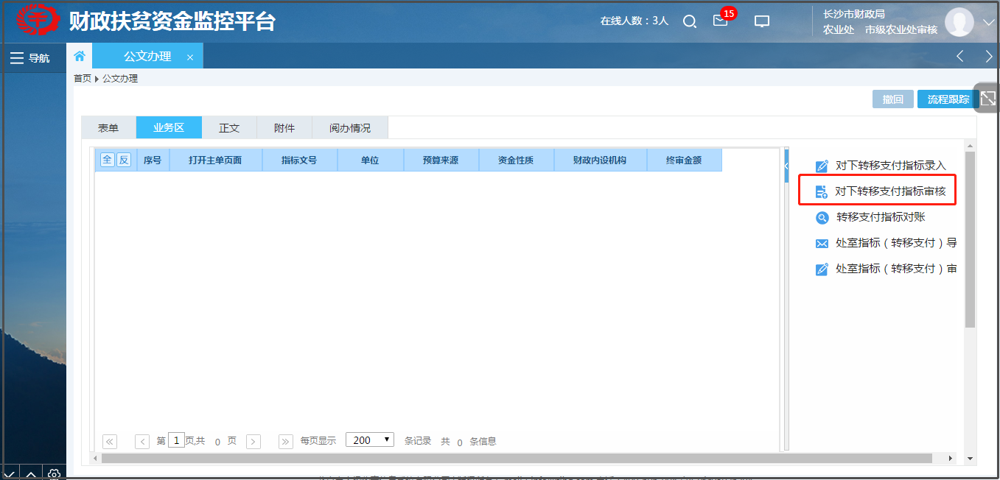 财政扶贫资金监控平台
在线人数：3人
15
长沙市财政局
农业处 市级农业处审核
导航
公文办理 ×
首页 公文办理
撤回 流程跟踪
表单 业务区 正文 附件 阅办情况
全 反 序号 打开主单页面 指标文号 单位 预算来源 资金性质 财政内设机构 终审金额
对下转移支付指标录入
对下转移支付指标审核
转移支付指标对账
处室指标（转移支付）导
处室指标（转移支付）审
第 1 页,共 0 页 每页显示 200 条记录 共 0 条信息